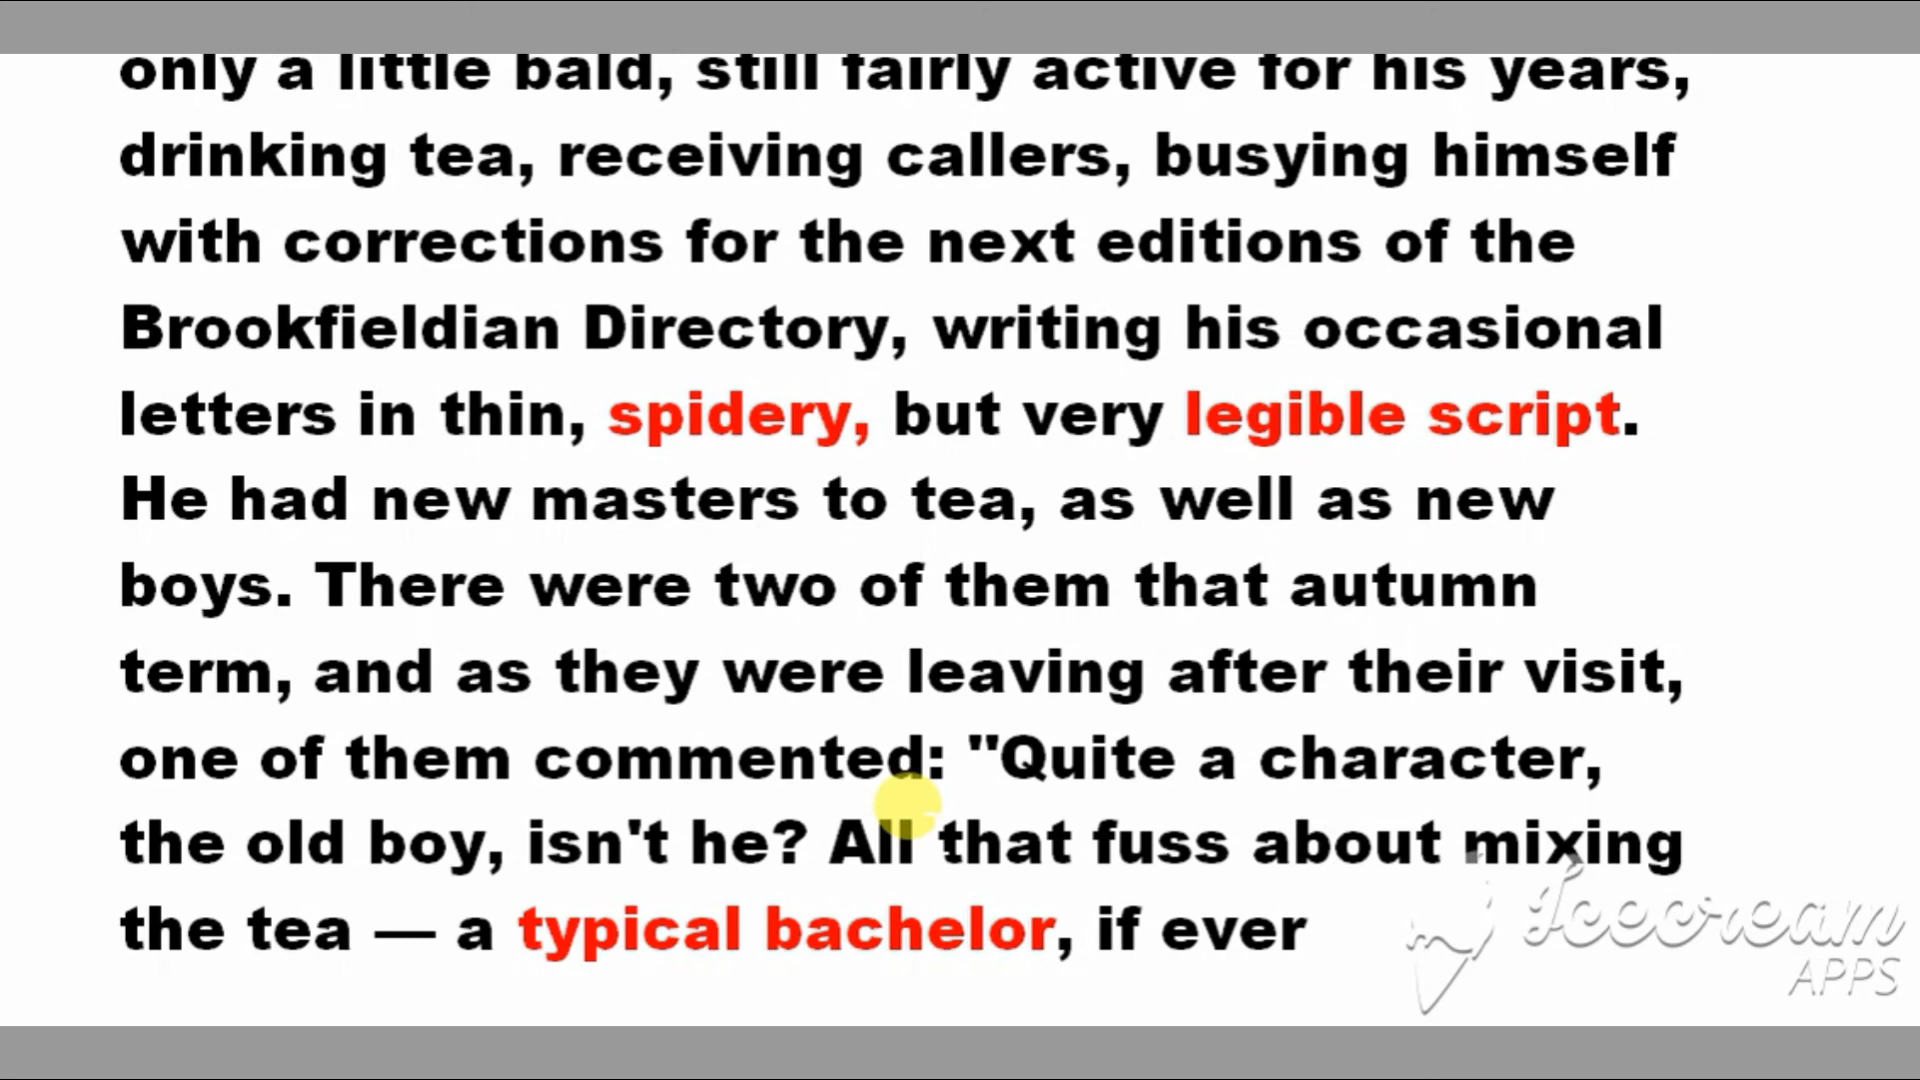 only a little bald, still fairly active for his years,
drinking tea, receiving callers, busying himself
with corrections for the next editions of the
Brookfieldian Directory, writing his occasional
letters in thin, spidery, but very legible script.
He had new masters to tea, as well as new
boys. There were two of them that autumn
term, and as they were leaving after their visit,
one of them commented: "Quite a character,
the old boy, isn't he? All that fuss about mixing
the tea — a typical bachelor, if ever
Icecream
APPS